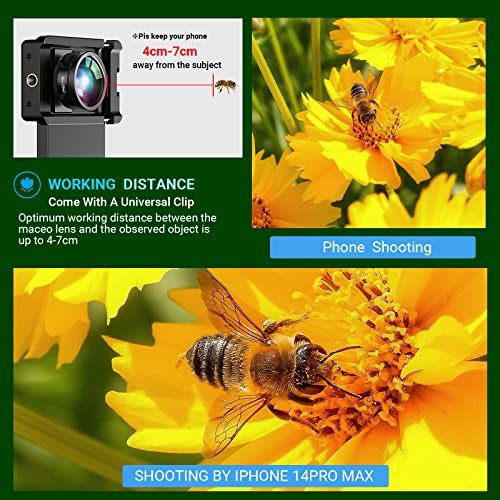 ※Pis keep your phone
4cm-7cm
away from the subject
WORKING DISTANCE
Come With A Universal Clip
Optimum working distance between the
maceo lens and the observed object is
up to 4-7cm
Phone Shooting
SHOOTING BY IPHONE 14PRO MAX